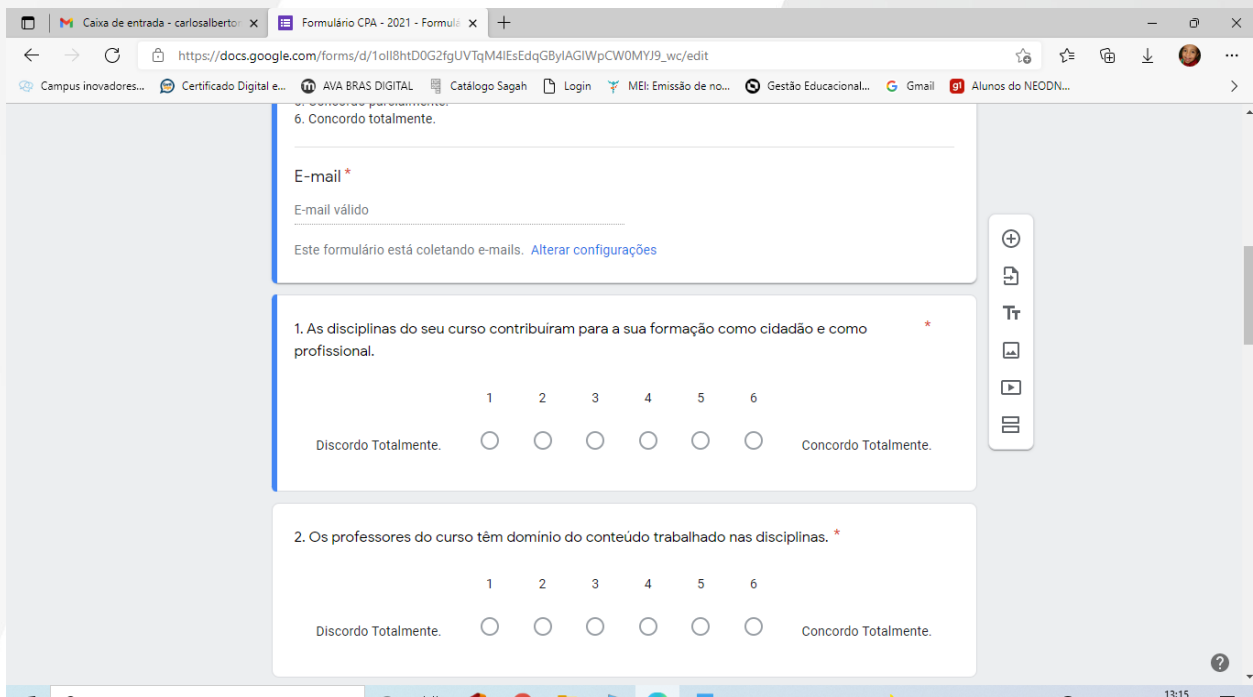 Caixa de entrada - carlosalbertor
Formulário CPA - 2021 - Formulá
https://docs.google.com/forms/d/1oIl8htD0G2fgUVTqM4lEsEdqGByIAGIWpCW0MYJ9_wc/edit
Campus inovadores... Certificado Digital e... AVA BRAS DIGITAL Catálogo Sagah Login MEI: Emissão de no... Gestão Educacional... Gmail g1 Alunos do NEODN...
5. Concordo parcialmente.
6. Concordo totalmente.
E-mail *
E-mail válido
Este formulário está coletando e-mails. Alterar configurações
1. As disciplinas do seu curso contribuíram para a sua formação como cidadão e como *
profissional.
1 2 3 4 5 6
Discordo Totalmente. Concordo Totalmente.
2. Os professores do curso têm domínio do conteúdo trabalhado nas disciplinas. *
1 2 3 4 5 6
Discordo Totalmente. Concordo Totalmente.
13:15